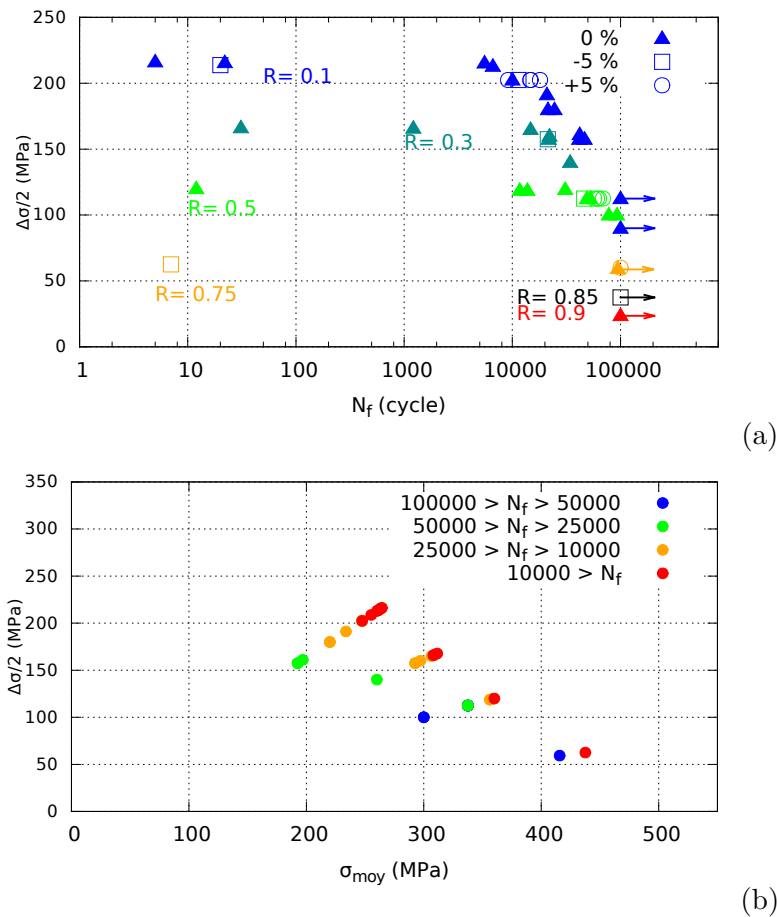 250
200
150
100
50
0
Δσ/2 (MPa)
0 %
-5 %
+5 %
R= 0.1
R= 0.3
R= 0.5
R= 0.75
R= 0.85
R= 0.9
1 10 100 1000 10000 100000
N_f (cycle)
(a)
350
300
250
200
150
100
50
0
Δσ/2 (MPa)
100000 > N_f > 50000
50000 > N_f > 25000
25000 > N_f > 10000
10000 > N_f
0 100 200 300 400 500
σ_moy (MPa)
(b)